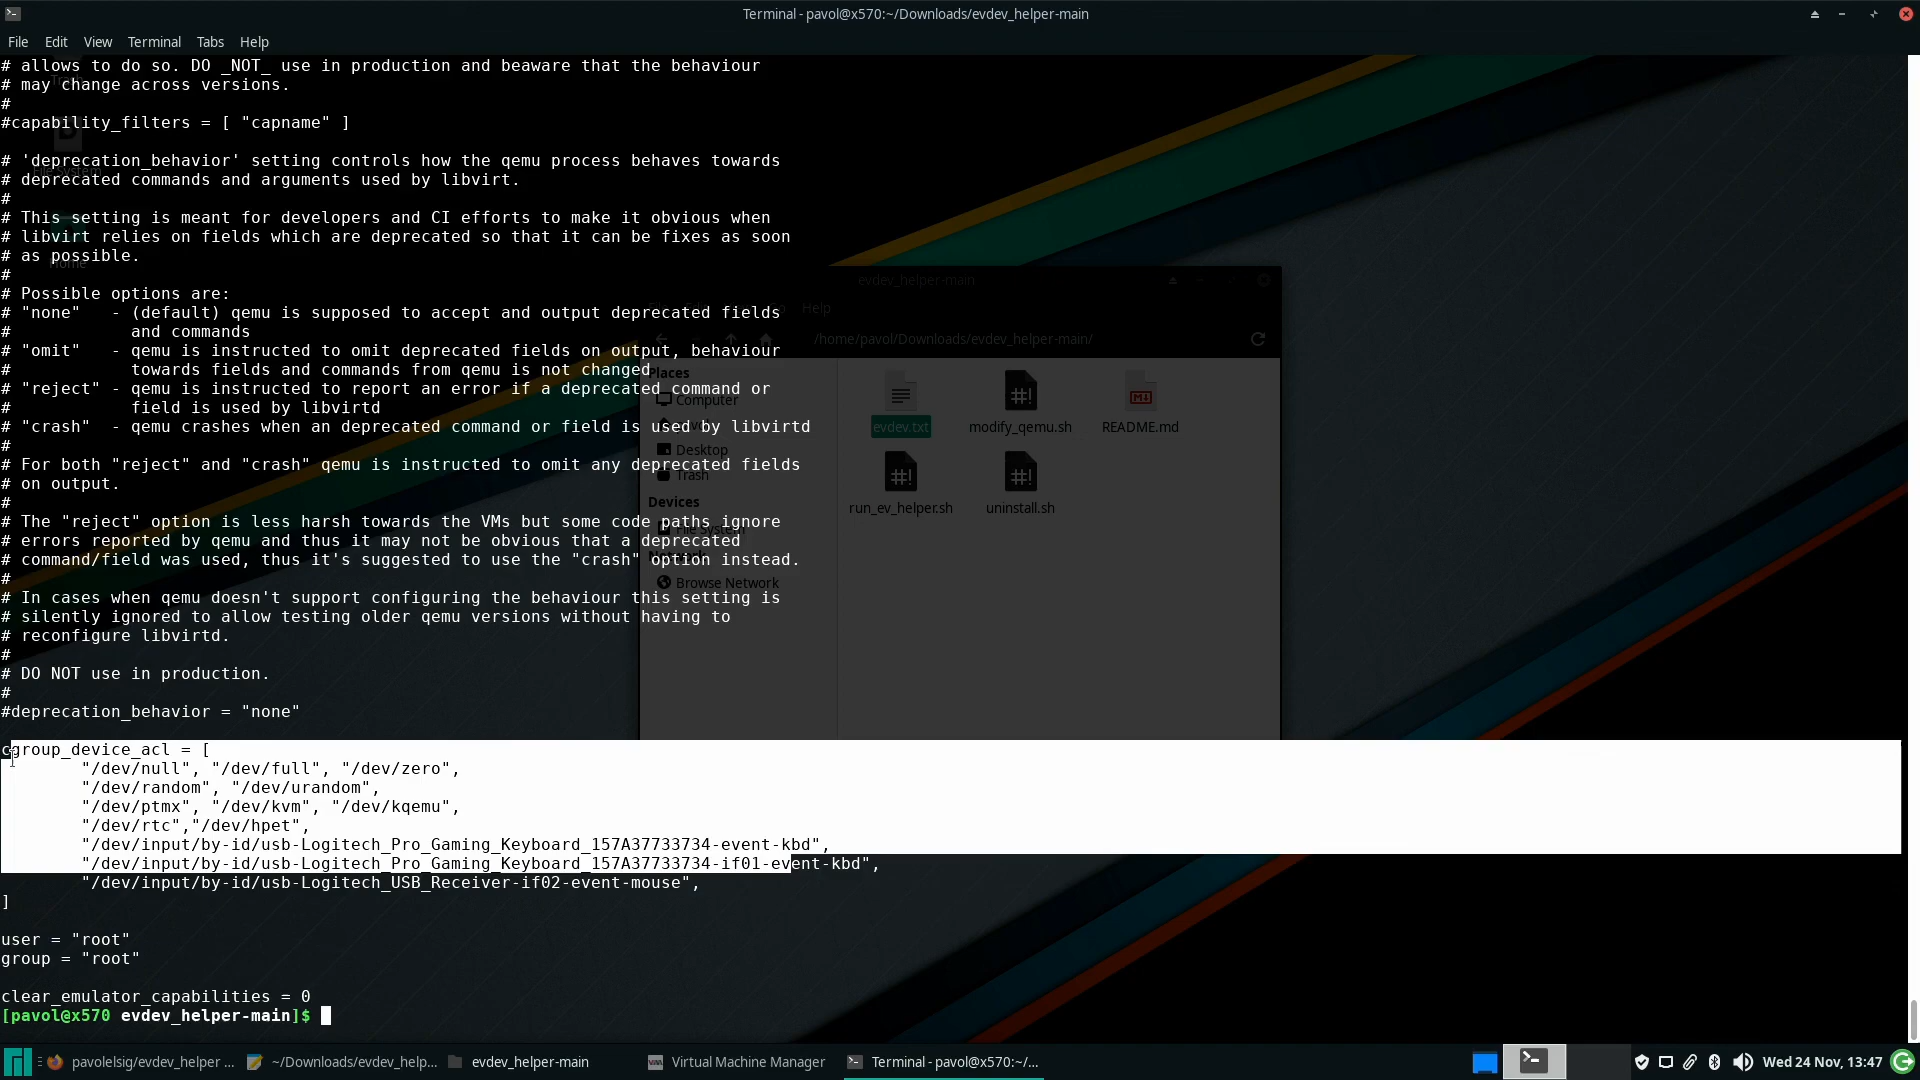 Terminal - pavol@x570:~/Downloads/evdev_helper-main
File Edit View Terminal Tabs Help
# allows to do so. DO _NOT_ use in production and beaware that the behaviour
# may change across versions.
#
#capability_filters = [ "capname" ]
# 'deprecation_behavior' setting controls how the qemu process behaves towards
# deprecated commands and arguments used by libvirt.
#
# This setting is meant for developers and CI efforts to make it obvious when
# libvirt relies on fields which are deprecated so that it can be fixes as soon
# as possible.
#
# Possible options are:
# "none"   - (default) qemu is supposed to accept and output deprecated fields
#            and commands
# "omit"   - qemu is instructed to omit deprecated fields on output, behaviour
#            towards fields and commands from qemu is not changed
# "reject" - qemu is instructed to report an error if a deprecated command or
#            field is used by libvirtd
# "crash"  - qemu crashes when an deprecated command or field is used by libvirtd
#
# For both "reject" and "crash" qemu is instructed to omit any deprecated fields
# on output.
#
# The "reject" option is less harsh towards the VMs but some code paths ignore
# errors reported by qemu and thus it may not be obvious that a deprecated
# command/field was used, thus it's suggested to use the "crash" option instead.
#
# In cases when qemu doesn't support configuring the behaviour this setting is
# silently ignored to allow testing older qemu versions without having to
# reconfigure libvirtd.
#
# DO NOT use in production.
#
#deprecation_behavior = "none"
cgroup_device_acl = [
        "/dev/null", "/dev/full", "/dev/zero",
        "/dev/random", "/dev/urandom",
        "/dev/ptmx", "/dev/kvm", "/dev/kqemu",
        "/dev/rtc","/dev/hpet",
        "/dev/input/by-id/usb-Logitech_Pro_Gaming_Keyboard_157A37733734-event-kbd",
        "/dev/input/by-id/usb-Logitech_Pro_Gaming_Keyboard_157A37733734-if01-event-kbd",
        "/dev/input/by-id/usb-Logitech_USB_Receiver-if02-event-mouse",
]
user = "root"
group = "root"
clear_emulator_capabilities = 0
[pavol@x570 evdev_helper-main]$
evdev_helper-main
Help
/home/pavol/Downloads/evdev_helper-main/
Places
Computer
Desktop
Trash
Devices
File System
Browse Network
evdev.txt
modify_qemu.sh
README.md
run_ev_helper.sh
uninstall.sh
File System
Home
pavolelsig/evdev_helper ...
~/Downloads/evdev_help...
evdev_helper-main
Virtual Machine Manager
Terminal - pavol@x570:~/...
Wed 24 Nov, 13:47